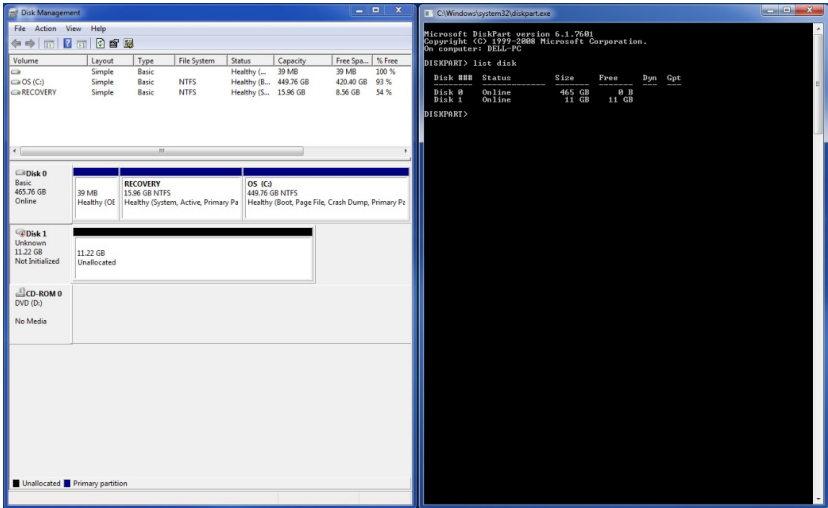 Disk Management
File Action View Help
Volume Layout Type File System Status Capacity Free Spa... % Free
Simple Basic Healthy (... 39 MB 39 MB 100 %
OS (C:) Simple Basic NTFS Healthy (B... 449.76 GB 420.40 GB 93 %
RECOVERY Simple Basic NTFS Healthy (S... 15.96 GB 8.56 GB 54 %
Disk 0
Basic
465.76 GB
Online
39 MB
Healthy (OE
RECOVERY
15.96 GB NTFS
Healthy (System, Active, Primary Pa
OS (C:)
449.76 GB NTFS
Healthy (Boot, Page File, Crash Dump, Primary Pa
Disk 1
Unknown
11.22 GB
Not Initialized
11.22 GB
Unallocated
CD-ROM 0
DVD (D:)
No Media
Unallocated Primary partition
C:\Windows\system32\diskpart.exe
Microsoft DiskPart version 6.1.7601
Copyright (C) 1999-2008 Microsoft Corporation.
On computer: DELL-PC
DISKPART> list disk
Disk ### Status Size Free Dyn Gpt
-------- ------------- ------- ------- --- ---
Disk 0 Online 465 GB 0 B
Disk 1 Online 11 GB 11 GB
DISKPART>